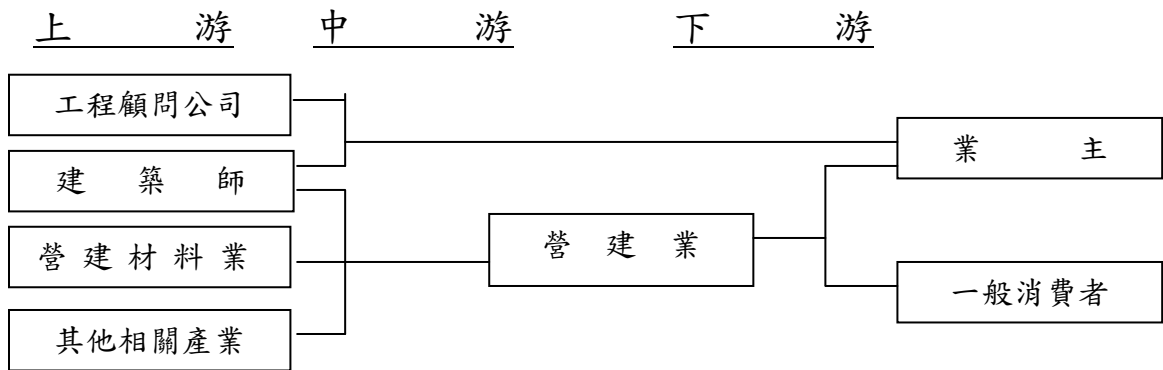 上游 中游 下游
工程顧問公司
建築師
營建材料業
其他相關產業
營建業
業主
一般消費者